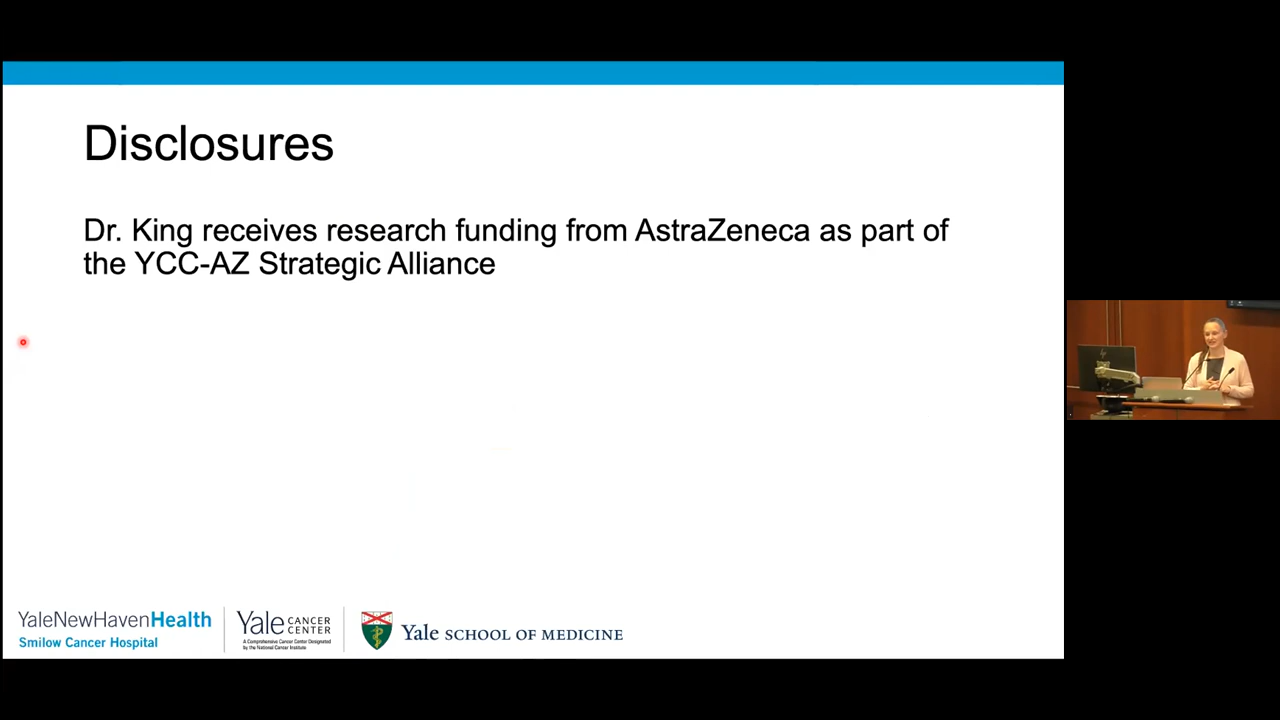 Disclosures
Dr. King receives research funding from AstraZeneca as part of
the YCC-AZ Strategic Alliance
YaleNewHavenHealth
Smilow Cancer Hospital
Yale CANCER
CENTER
A Comprehensive Cancer Center Designated
by the National Cancer Institute
Yale SCHOOL OF MEDICINE